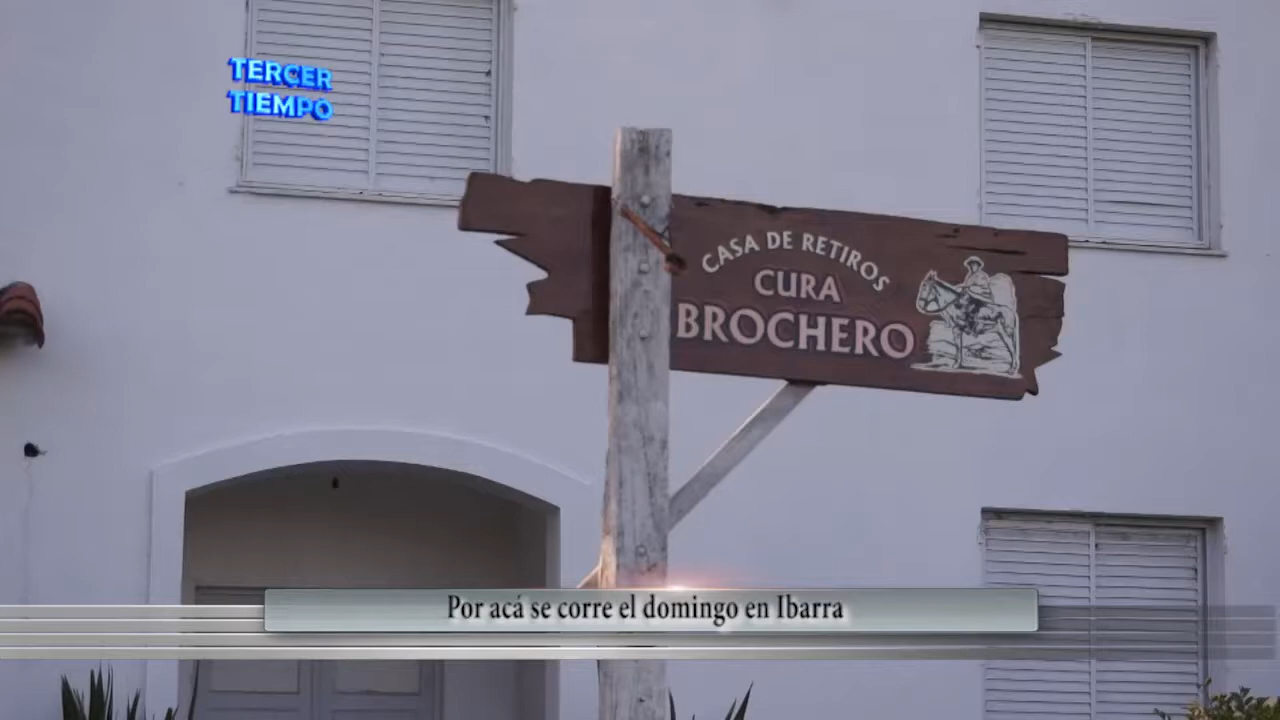 TERCER
TIEMPO
CASA DE RETIROS
CURA
BROCHERO
Por acá se corre el domingo en Ibarra